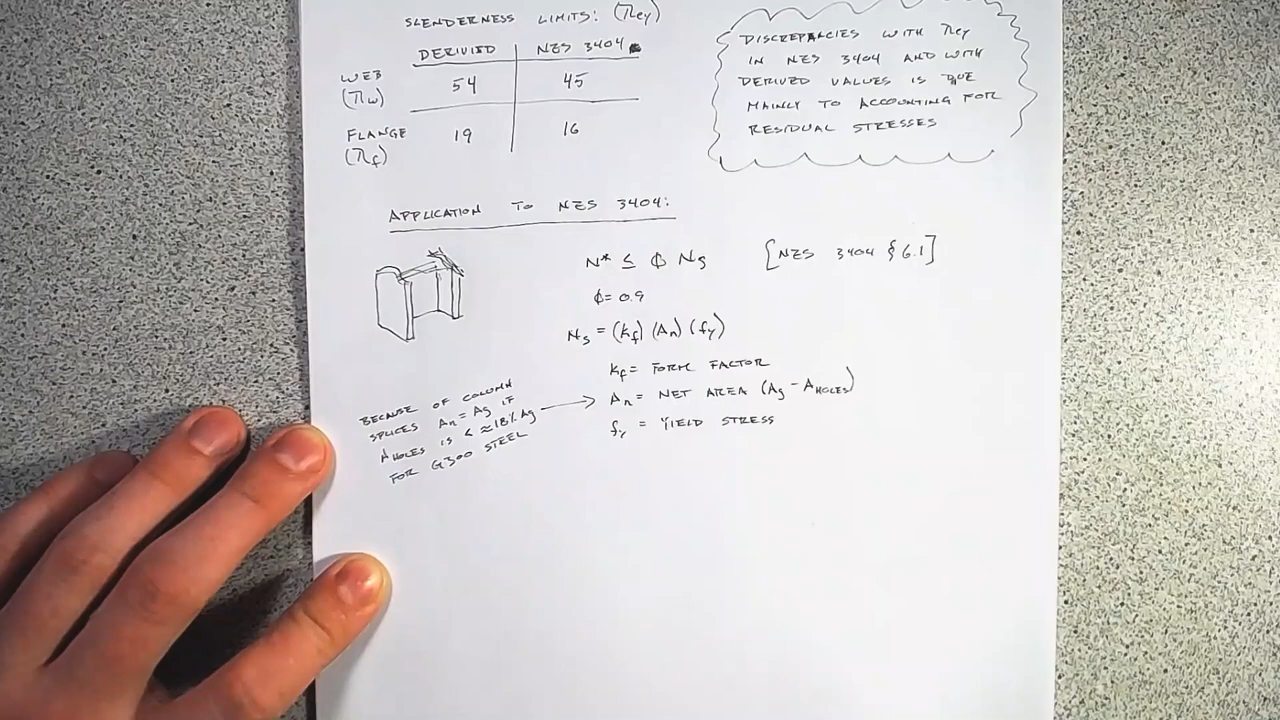 SLENDERNESS LIMITS: (λey)
DERIVED NZS 3404
WEB 54 45
(λw)
FLANGE 19 16
(λf)
DISCREPANCIES WITH λey
IN NZS 3404 AND WITH
DERIVED VALUES IS DUE
MAINLY TO ACCOUNTING FOR
RESIDUAL STRESSES
APPLICATION TO NZS 3404:
N* ≤ φ Ns [NZS 3404 § 6.1]
φ = 0.9
Ns = (kf) (An) (fy)
kf = FORM FACTOR
An = NET AREA (Ag - AHOLES)
fy = YIELD STRESS
BECAUSE OF COLUMN
SPLICES An = Ag IF
AHOLES IS < ≈18% Ag
FOR G300 STEEL